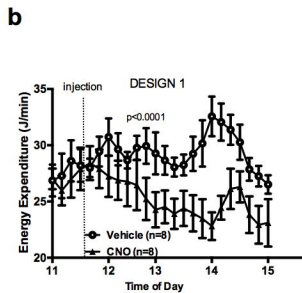 b
injection
DESIGN 1
p<0.0001
Energy Expenditure (J/min)
35
30
25
20
Vehicle (n=8)
CNO (n=8)
11 12 13 14 15
Time of Day